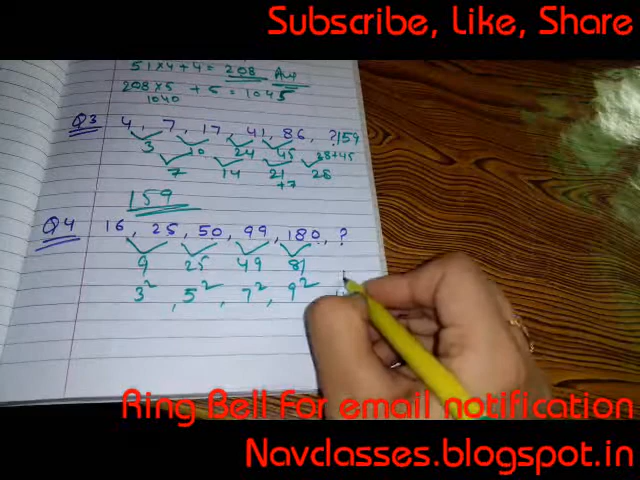 Subscribe, Like, Share
51×4+4= 208 Ans
208×5 + 5 = 1045
1040
Q3 4, 7, 17, 41, 86, ?159
3 10 24 45 38+45
7 14 21 28
+7
159
Q4 16, 25, 50, 99, 180, ?
9 25 49 81
3², 5², 7², 9²
Ring Bell For email notification
Navclasses.blogspot.in